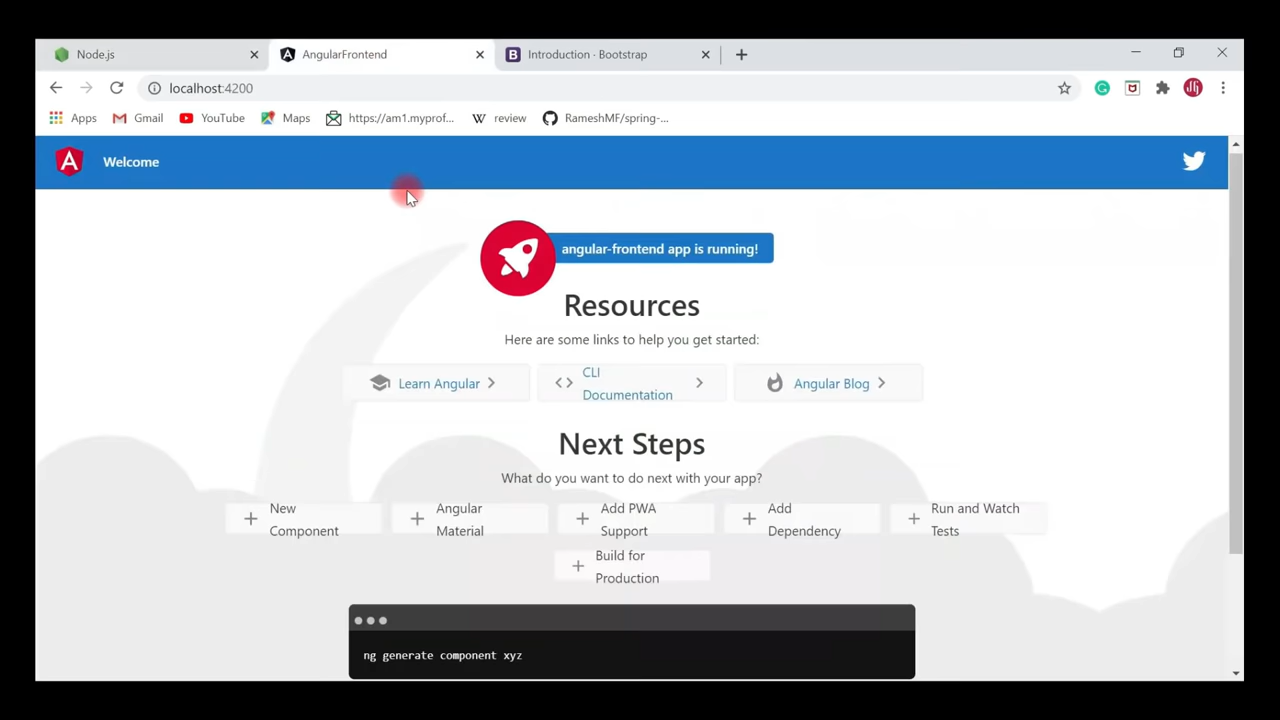 Node.js
AngularFrontend
Introduction · Bootstrap
localhost:4200
Apps
Gmail
YouTube
Maps
https://am1.myprof...
review
RameshMF/spring-...
Welcome
angular-frontend app is running!
Resources
Here are some links to help you get started:
Learn Angular
CLI
Documentation
Angular Blog
Next Steps
What do you want to do next with your app?
New
Component
Angular
Material
Add PWA
Support
Add
Dependency
Run and Watch
Tests
Build for
Production
ng generate component xyz